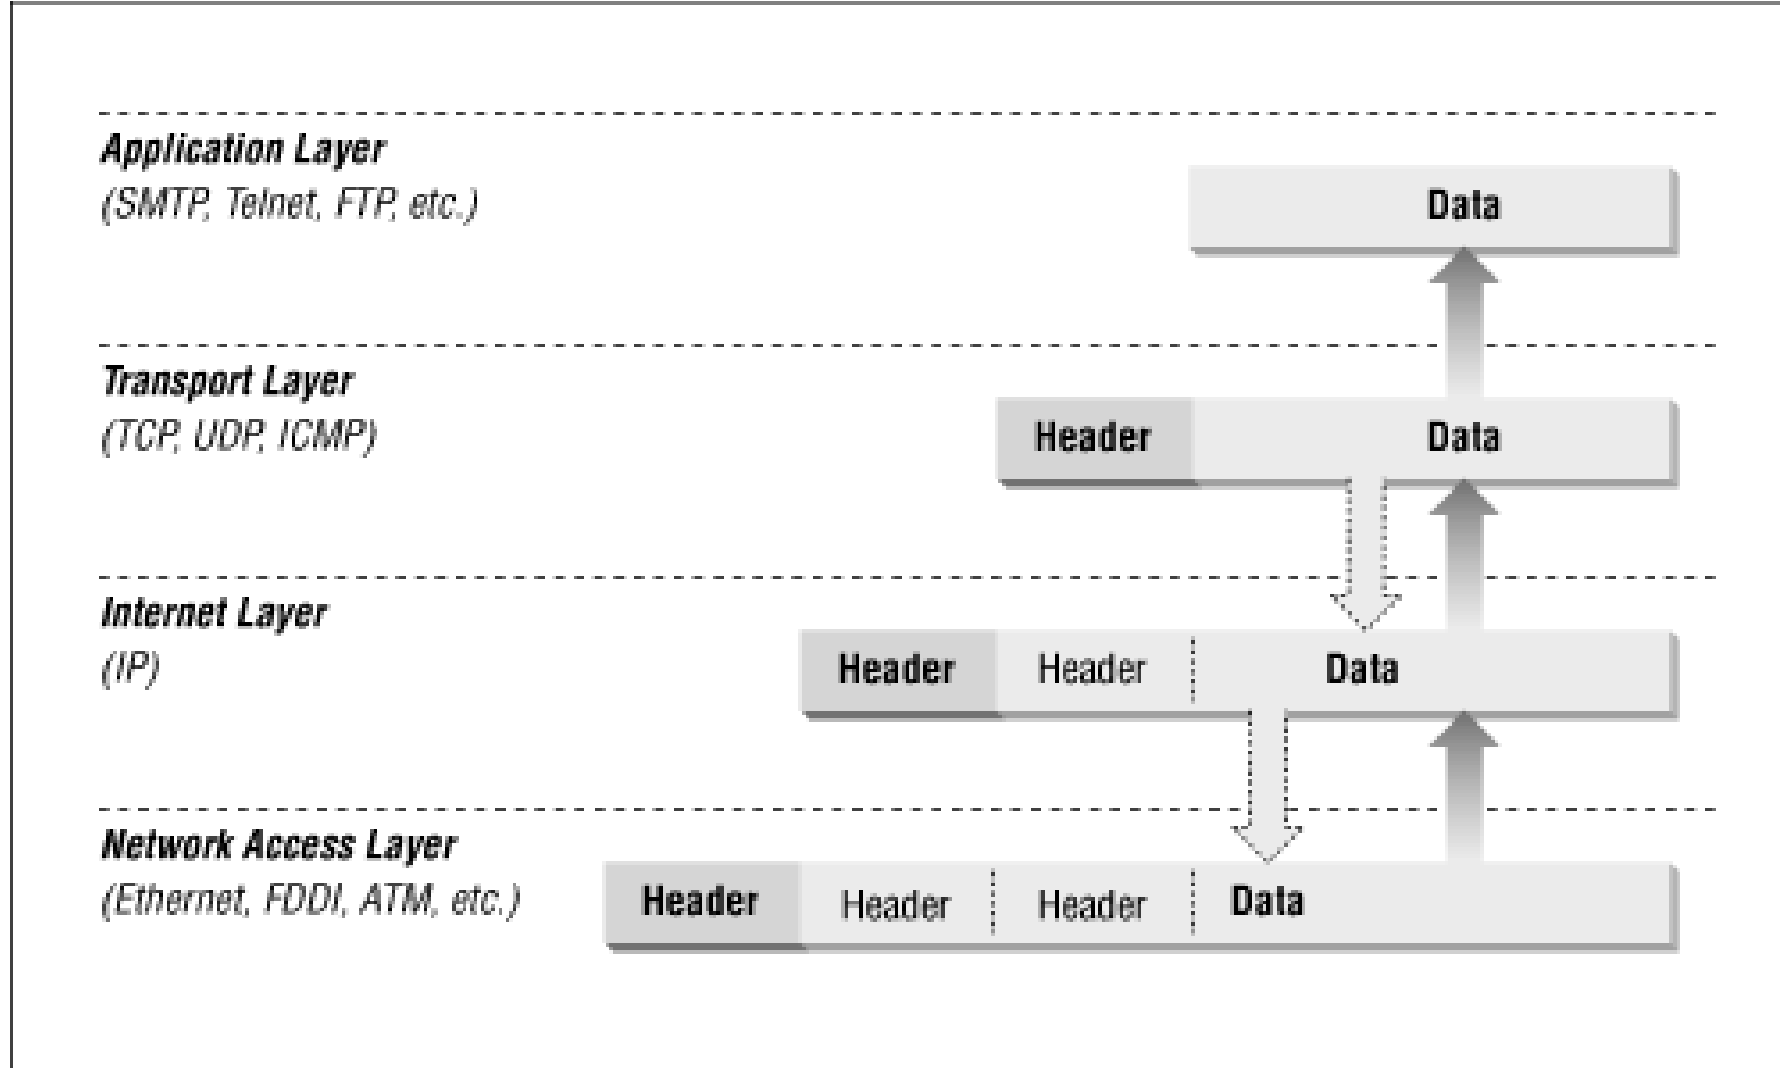 Application Layer
(SMTP, Telnet, FTP, etc.)
Data
Transport Layer
(TCP, UDP, ICMP)
Header Data
Internet Layer
(IP)
Header Header Data
Network Access Layer
(Ethernet, FDDI, ATM, etc.)
Header Header Header Data